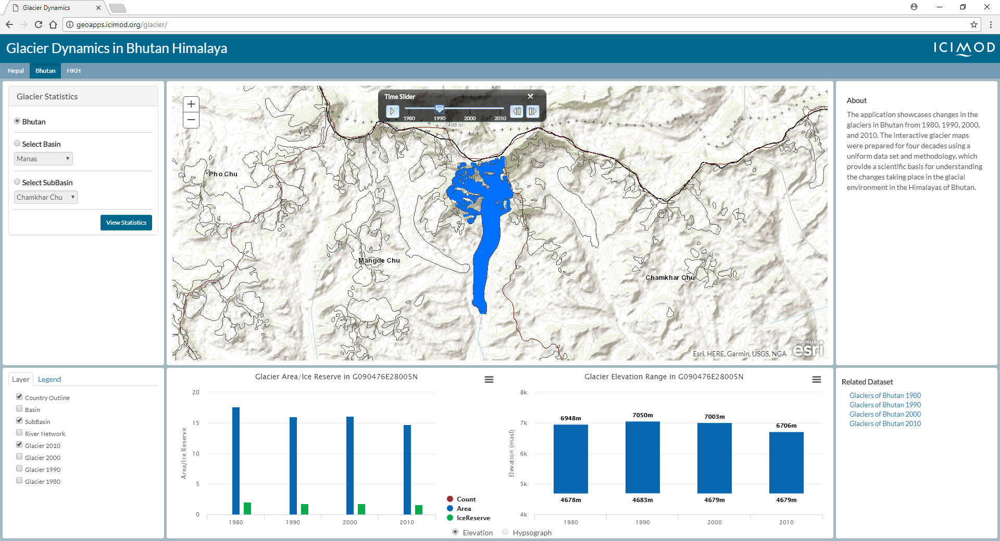 Glacier Dynamics
geoapps.icimod.org/glacier/
Glacier Dynamics in Bhutan Himalaya
ICIMOD
Nepal
Bhutan
HKH
Glacier Statistics
Bhutan
Select Basin
Manas
Select SubBasin
Chamkhar Chu
View Statistics
+
−
Time Slider
1980
1990
2000
2010
7498 m
Pho Chu
5000 m
5000 m
Mangde Chu
5594 m
5000 m
Chamkhar Chu
5000 m
POWERED BY
esri
Esri, HERE, Garmin, USGS, NGA
About
The application showcases changes in the
glaciers in Bhutan from 1980, 1990, 2000,
and 2010. The interactive glacier maps
were prepared for four decades using a
uniform data set and methodology, which
provide a scientific basis for understanding
the changes taking place in the glacial
environment in the Himalayas of Bhutan.
Layer
Legend
Country Outline
Basin
SubBasin
River Network
Glacier 2010
Glacier 2000
Glacier 1990
Glacier 1980
Glacier Area/Ice Reserve in G090476E28005N
Area/Ice Reserve
20
15
10
5
0
1980
1990
2000
2010
Count
Area
IceReserve
Glacier Elevation Range in G090476E28005N
Elevation (masl)
8k
7k
6k
5k
4k
6948m
7050m
7003m
6706m
4678m
4683m
4679m
4679m
1980
1990
2000
2010
Elevation
Hypsograph
Related Dataset
Glaciers of Bhutan 1980
Glaciers of Bhutan 1990
Glaciers of Bhutan 2000
Glaciers of Bhutan 2010